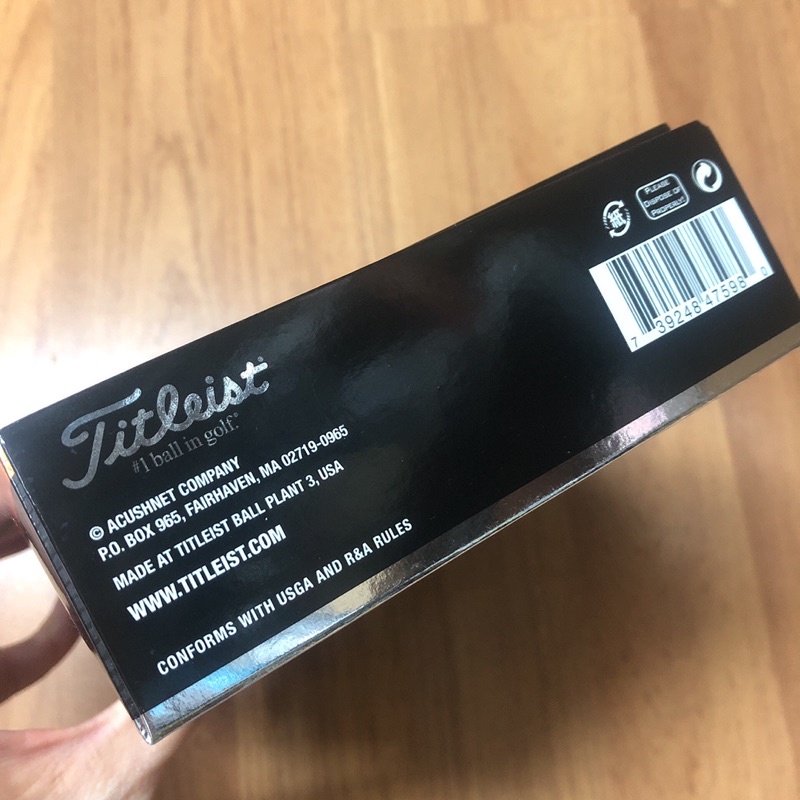 Titleist®
#1 ball in golf.®
© ACUSHNET COMPANY
P.O. BOX 965, FAIRHAVEN, MA 02719-0965
MADE AT TITLEIST BALL PLANT 3, USA
WWW.TITLEIST.COM
CONFORMS WITH USGA AND R&A RULES
紙
PLEASE
DISPOSE OF
PROPERLY!
7 39248 47598 0